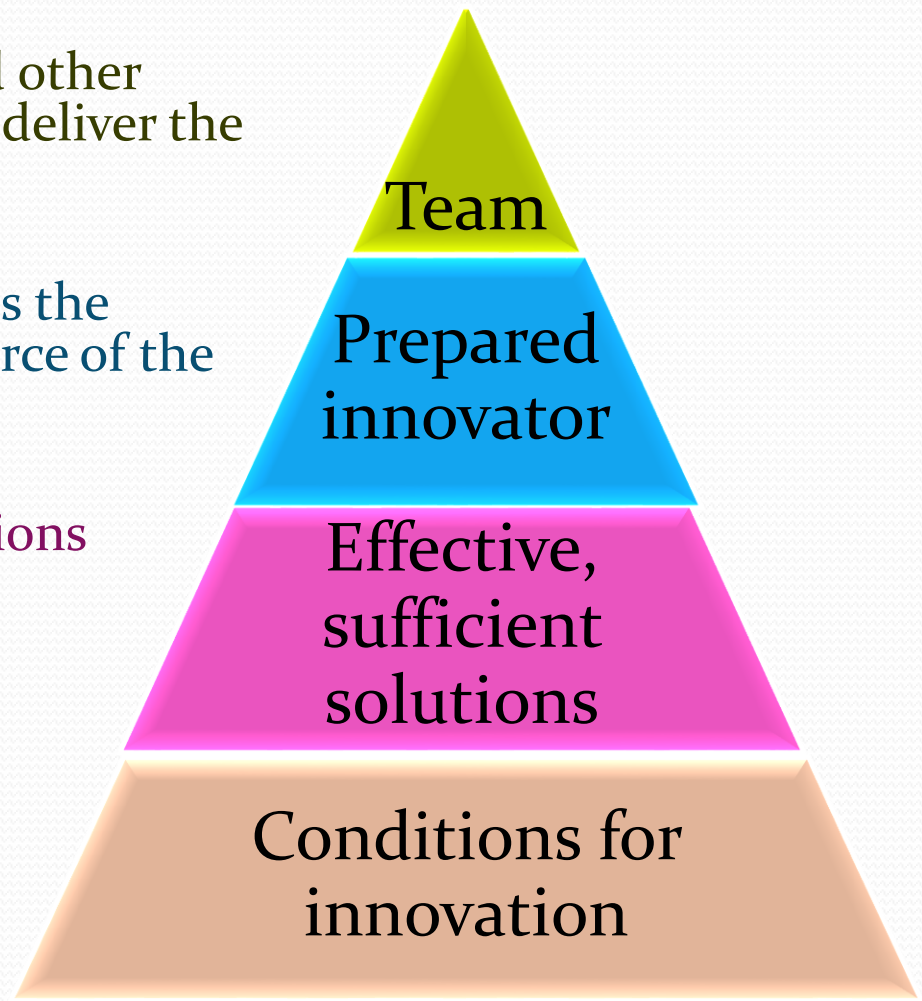 other
deliver the
Team
s the
rce of the
Prepared
innovator
ions
Effective,
sufficient
solutions
Conditions for
innovation